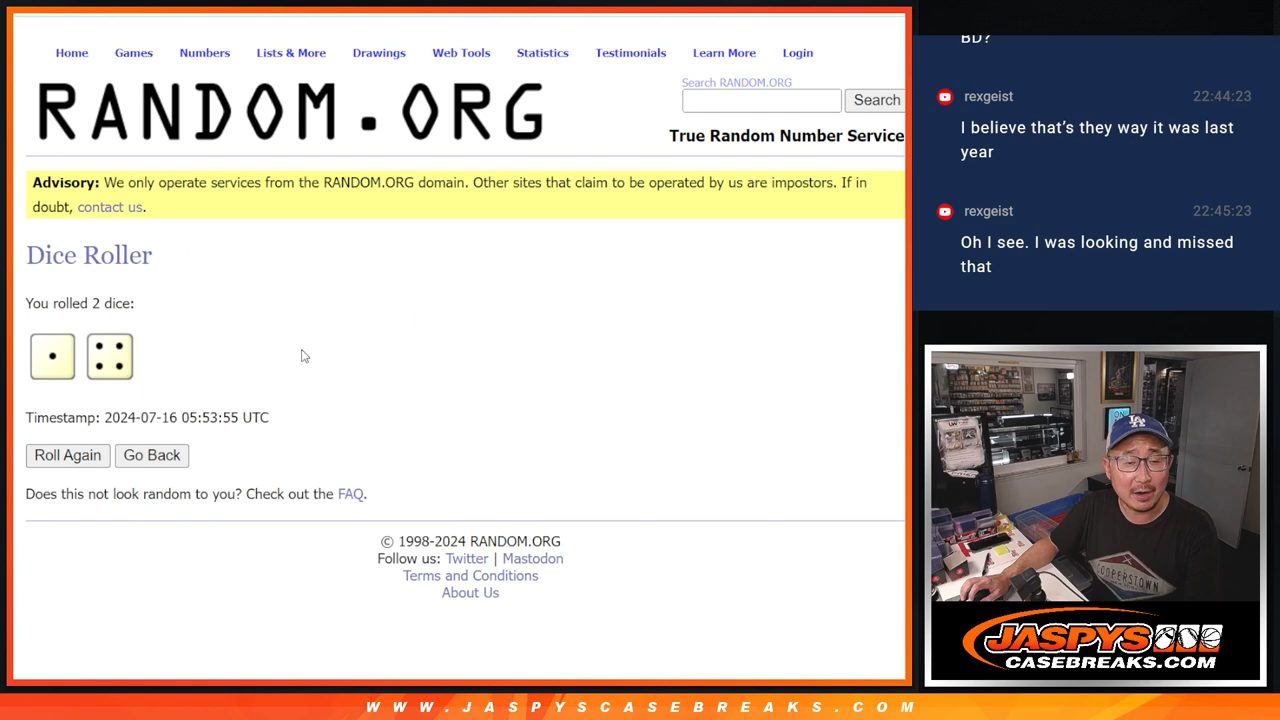 Home Games Numbers Lists & More Drawings Web Tools Statistics Testimonials Learn More Login
RANDOM.ORG
Search RANDOM.ORG
Search
True Random Number Service
Advisory: We only operate services from the RANDOM.ORG domain. Other sites that claim to be operated by us are impostors. If in
doubt, contact us.
Dice Roller
You rolled 2 dice:
Timestamp: 2024-07-16 05:53:55 UTC
Roll Again Go Back
Does this not look random to you? Check out the FAQ.
© 1998-2024 RANDOM.ORG
Follow us: Twitter | Mastodon
Terms and Conditions
About Us
BD?
rexgeist 22:44:23
I believe that's they way it was last
year
rexgeist 22:45:23
Oh I see. I was looking and missed
that
LA
COOPERSTOWN
JASPYS
CASEBREAKS.COM
WWW.JASPYSCASEBREAKS.COM